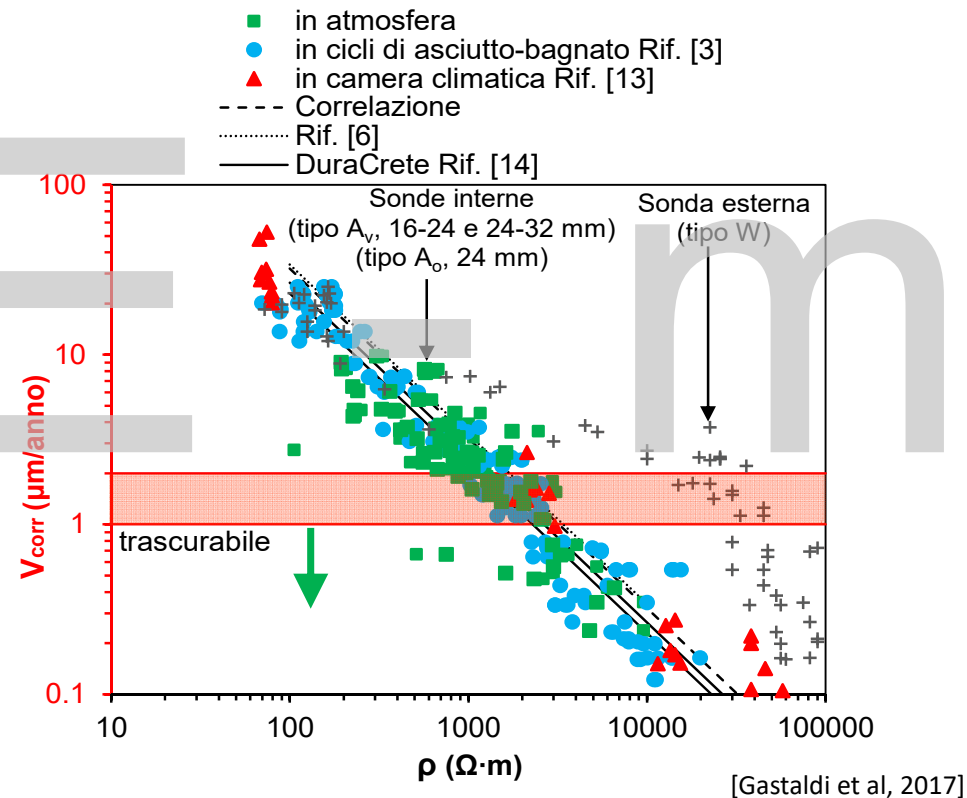 in atmosfera
in cicli di asciutto-bagnato Rif. [3]
in camera climatica Rif. [13]
Correlazione
Rif. [6]
DuraCrete Rif. [14]
Sonde interne
(tipo Av, 16-24 e 24-32 mm)
(tipo Ao, 24 mm)
Sonda esterna
(tipo W)
m
100
10
1
0.1
Vcorr (µm/anno)
trascurabile
10
100
1000
10000
100000
ρ (Ω·m)
[Gastaldi et al, 2017]